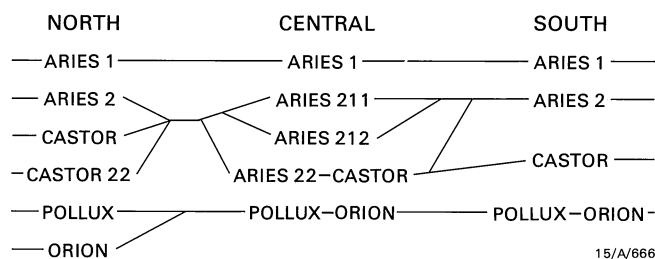 NORTH CENTRAL SOUTH
ARIES 1 ARIES 1 ARIES 1
ARIES 2 ARIES 211 ARIES 2
CASTOR ARIES 212
CASTOR 22 ARIES 22-CASTOR CASTOR
POLLUX POLLUX-ORION POLLUX-ORION
ORION
15/A/666